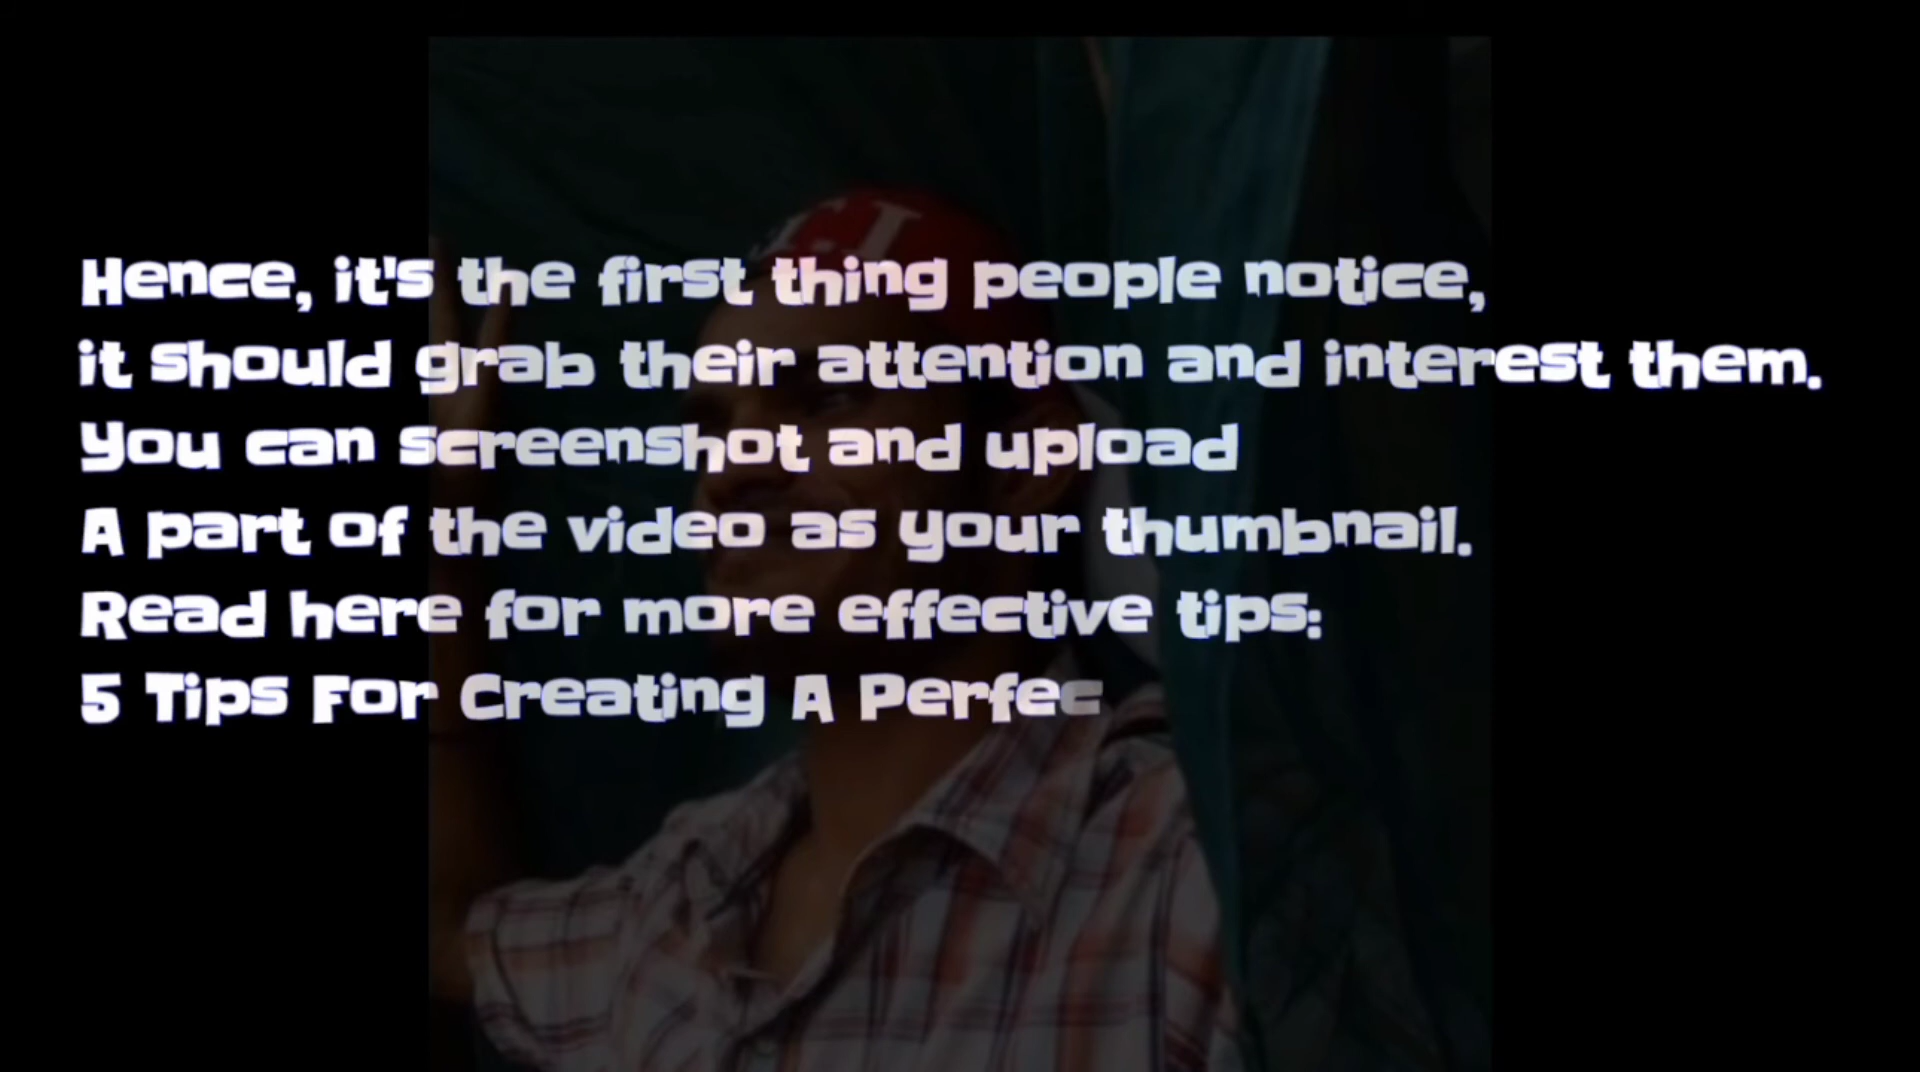 Hence, it's the first thing people notice,
it should grab their attention and interest them.
You can screenshot and upload
A part of the video as your thumbnail.
Read here for more effective tips:
5 Tips For Creating A Perfec